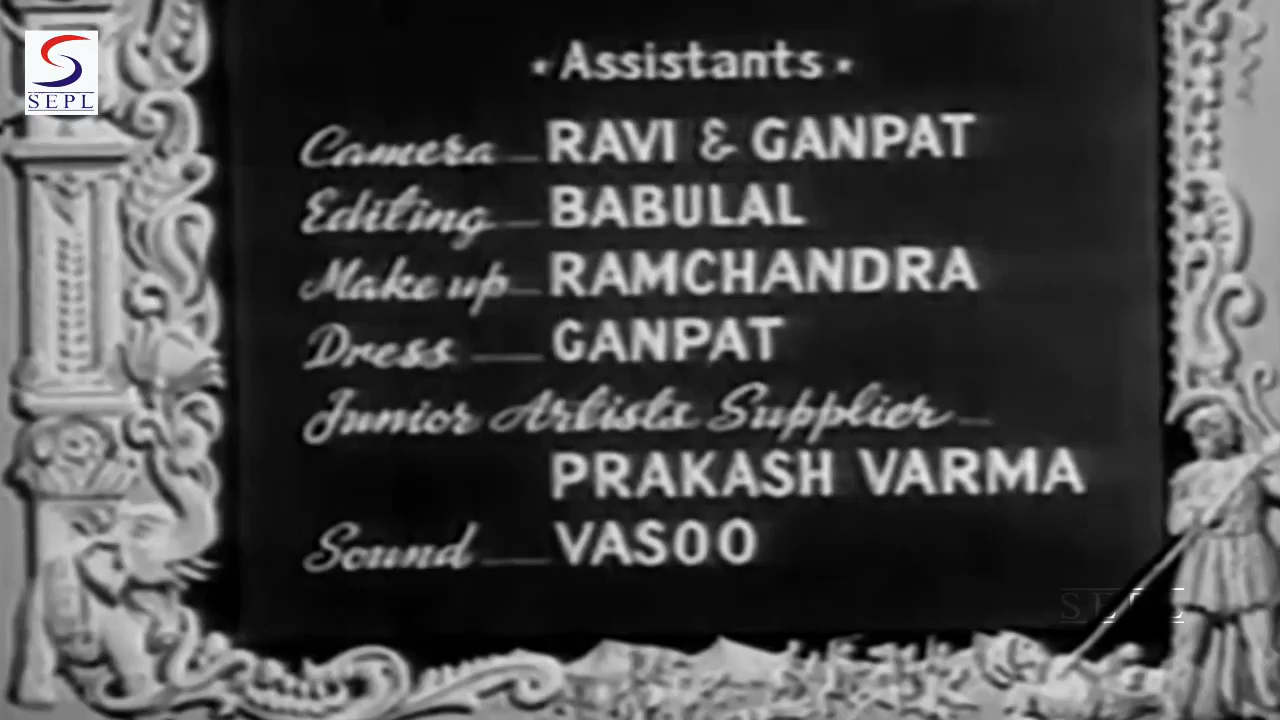 SEPL
• Assistants •
Camera — RAVI & GANPAT
Editing — BABULAL
Make up — RAMCHANDRA
Dress — GANPAT
Junior Artists Supplier —
PRAKASH VARMA
Sound — VASOO
SEPL